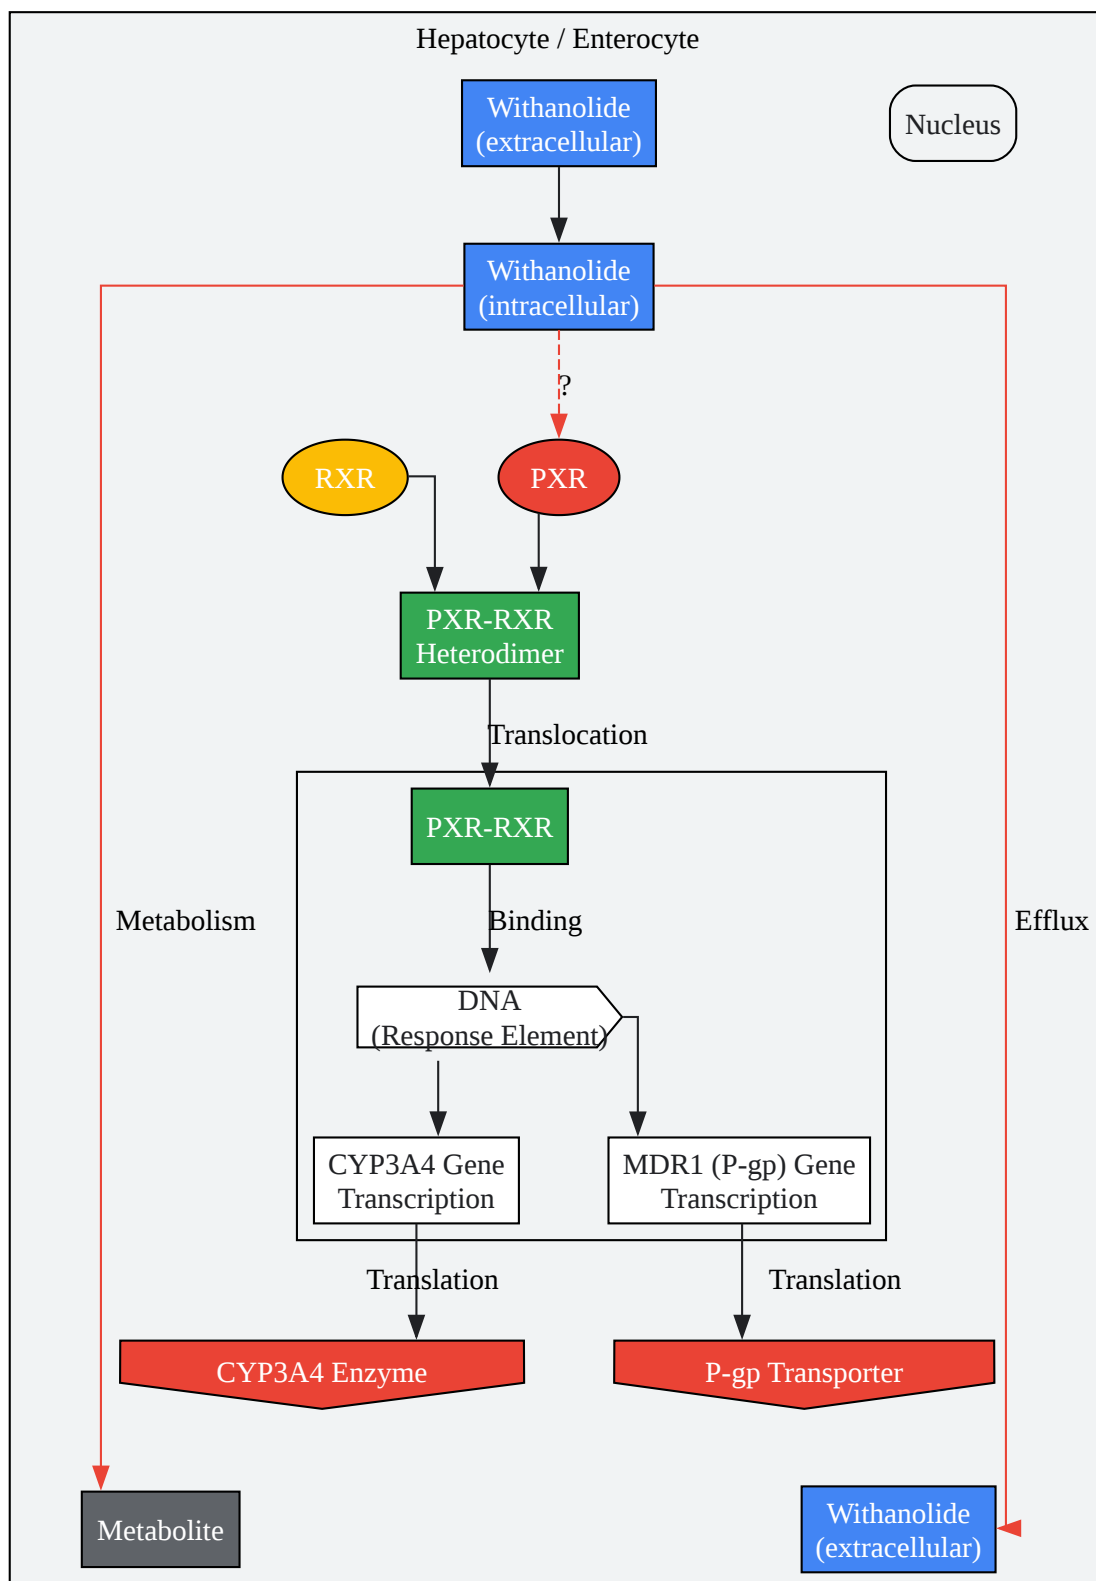 Hepatocyte / Enterocyte
Withanolide
(extracellular)
Nucleus
Withanolide
(intracellular)
?
RXR
PXR
PXR-RXR
Heterodimer
Translocation
PXR-RXR
Metabolism
Binding
Efflux
DNA
(Response Element)
CYP3A4 Gene
Transcription
MDR1 (P-gp) Gene
Transcription
Translation
Translation
CYP3A4 Enzyme
P-gp Transporter
Metabolite
Withanolide
(extracellular)